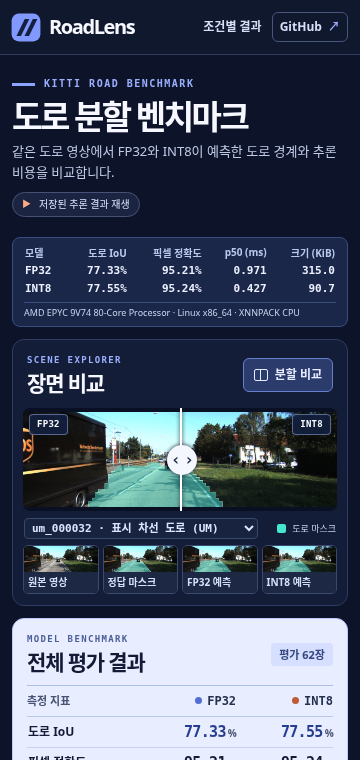 RoadLens 조건별 결과 GitHub ↗
KITTI ROAD BENCHMARK
도로 분할 벤치마크
같은 도로 영상에서 FP32와 INT8이 예측한 도로 경계와 추론
비용을 비교합니다.
▶ 저장된 추론 결과 재생
모델 도로 IoU 픽셀 정확도 p50 (ms) 크기 (KiB)
FP32 77.33% 95.21% 0.971 315.0
INT8 77.55% 95.24% 0.427 90.7
AMD EPYC 9V74 80-Core Processor · Linux x86_64 · XNNPACK CPU
SCENE EXPLORER
장면 비교
분할 비교
FP32 INT8
um_000032 · 표시 차선 도로 (UM) 도로 마스크
원본 영상 정답 마스크 FP32 예측 INT8 예측
MODEL BENCHMARK
전체 평가 결과
평가 62장
측정 지표 FP32 INT8
도로 IoU 77.33% 77.55%